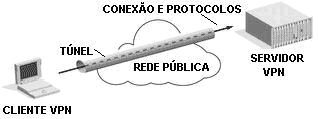 CONEXÃO E PROTOCOLOS
TÚNEL
REDE PÚBLICA
SERVIDOR
VPN
CLIENTE VPN